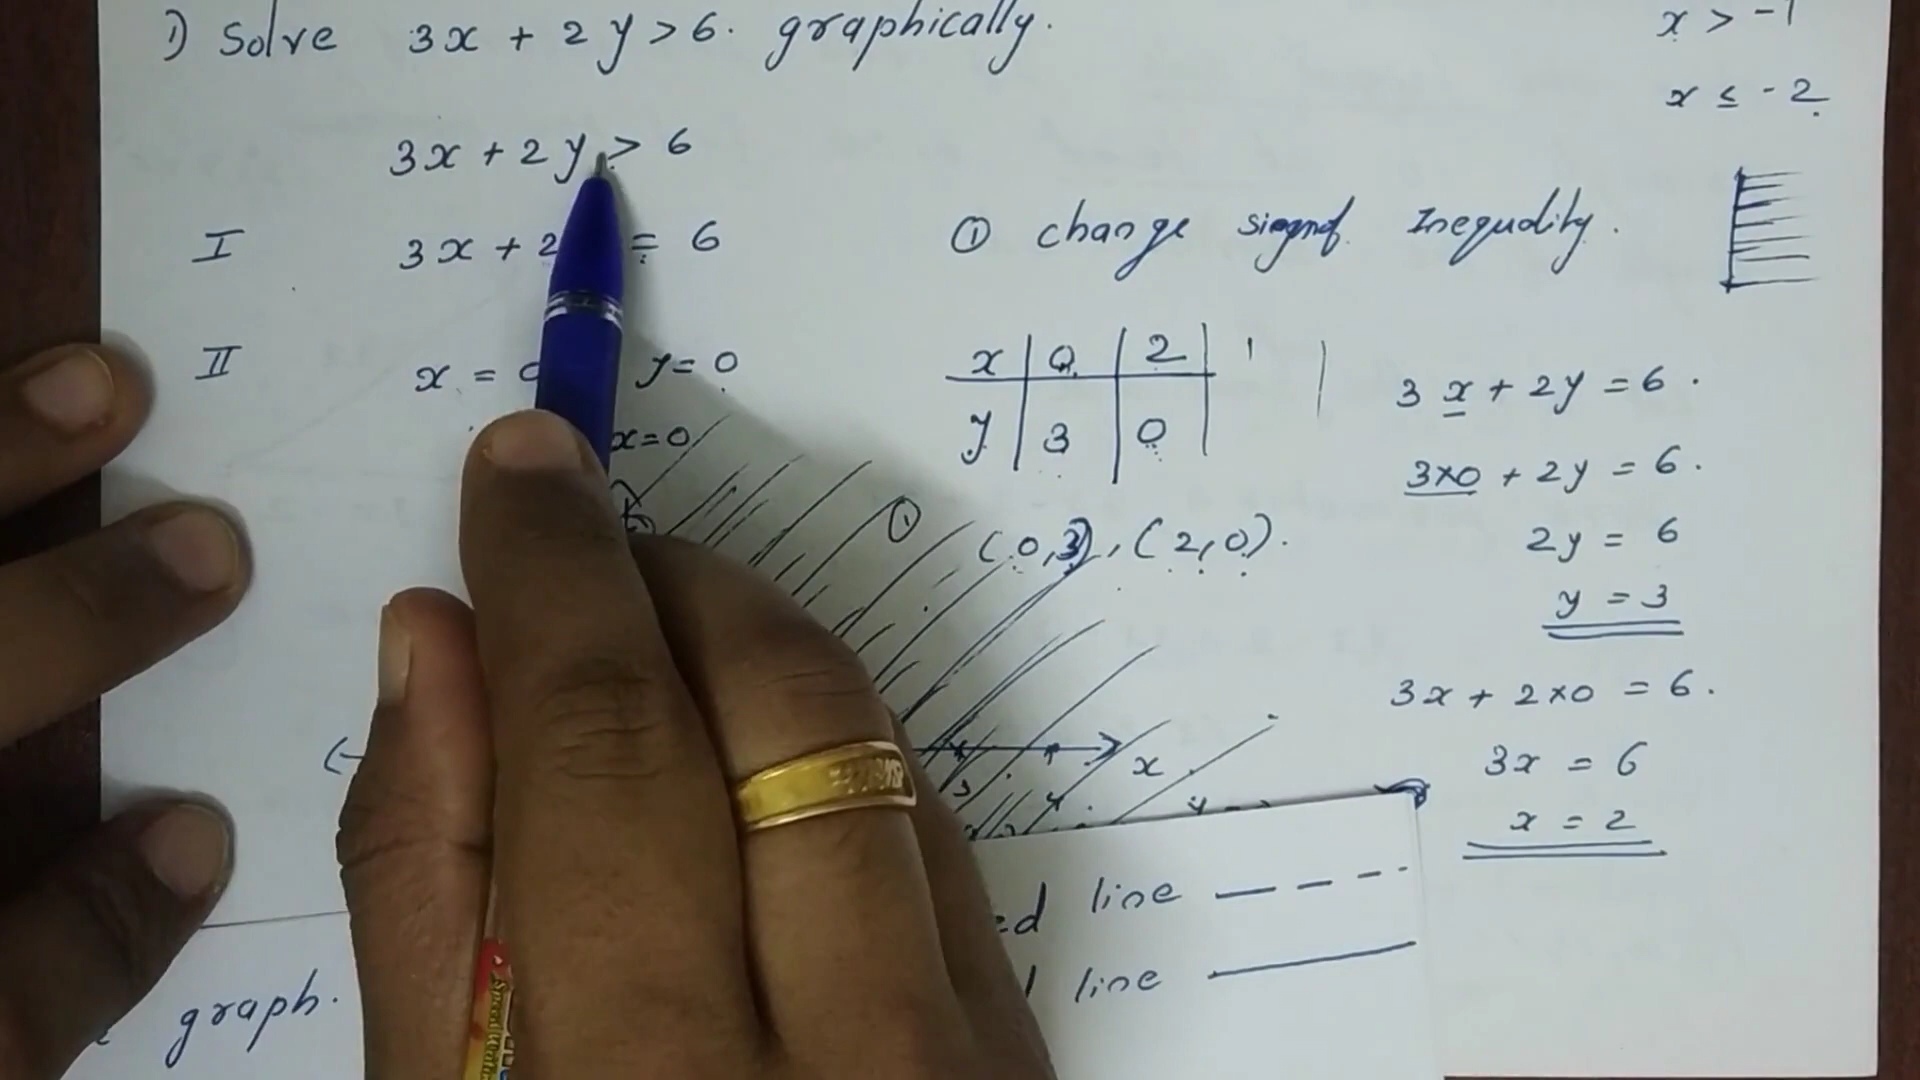 1) Solve 3x + 2y > 6. graphically.
x > -1
x ≤ -2
3x + 2y > 6
I 3x + 2 = 6
① change sign of Inequality.
II x = 0 y = 0
x | 0 | 2 |
y | 3 | 0 |
x = 0
①
(0,3), (2,0).
3x + 2y = 6.
3×0 + 2y = 6.
2y = 6
y = 3
3x + 2×0 = 6.
3x = 6
x = 2
x
line
line
graph.